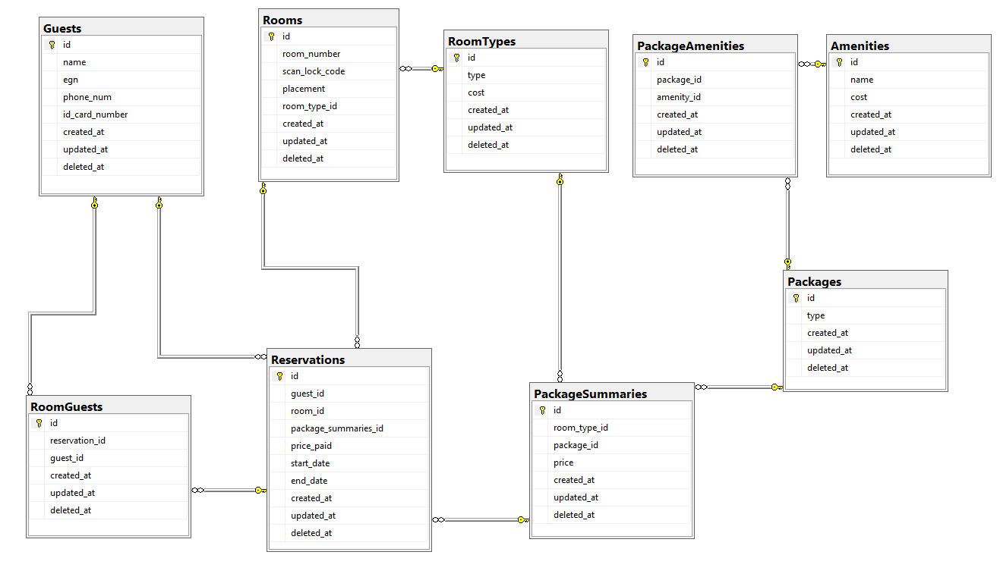 Guests
id
name
egn
phone_num
id_card_number
created_at
updated_at
deleted_at
Rooms
id
room_number
scan_lock_code
placement
room_type_id
created_at
updated_at
deleted_at
RoomTypes
id
type
cost
created_at
updated_at
deleted_at
PackageAmenities
id
package_id
amenity_id
created_at
updated_at
deleted_at
Amenities
id
name
cost
created_at
updated_at
deleted_at
Packages
id
type
created_at
updated_at
deleted_at
Reservations
id
guest_id
room_id
package_summaries_id
price_paid
start_date
end_date
created_at
updated_at
deleted_at
PackageSummaries
id
room_type_id
package_id
price
created_at
updated_at
deleted_at
RoomGuests
id
reservation_id
guest_id
created_at
updated_at
deleted_at